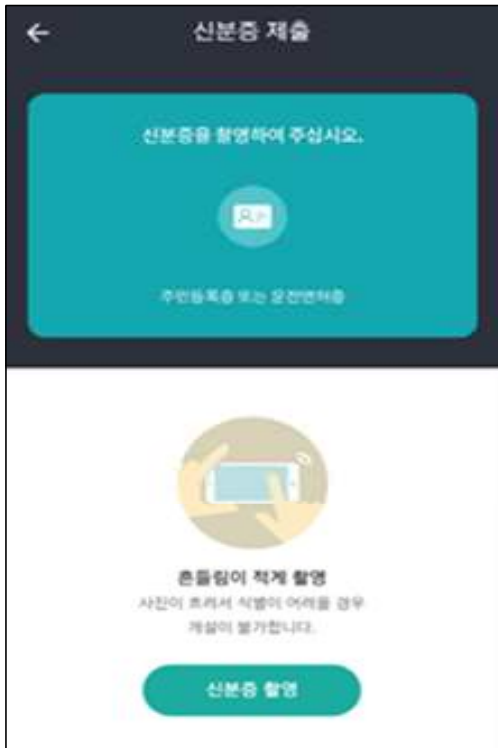 신분증 제출
신분증을 촬영하여 주십시오.
주민등록증 또는 운전면허증
흔들림이 적게 촬영
사진이 흐려서 식별이 어려울 경우
개설이 불가합니다.
신분증 촬영